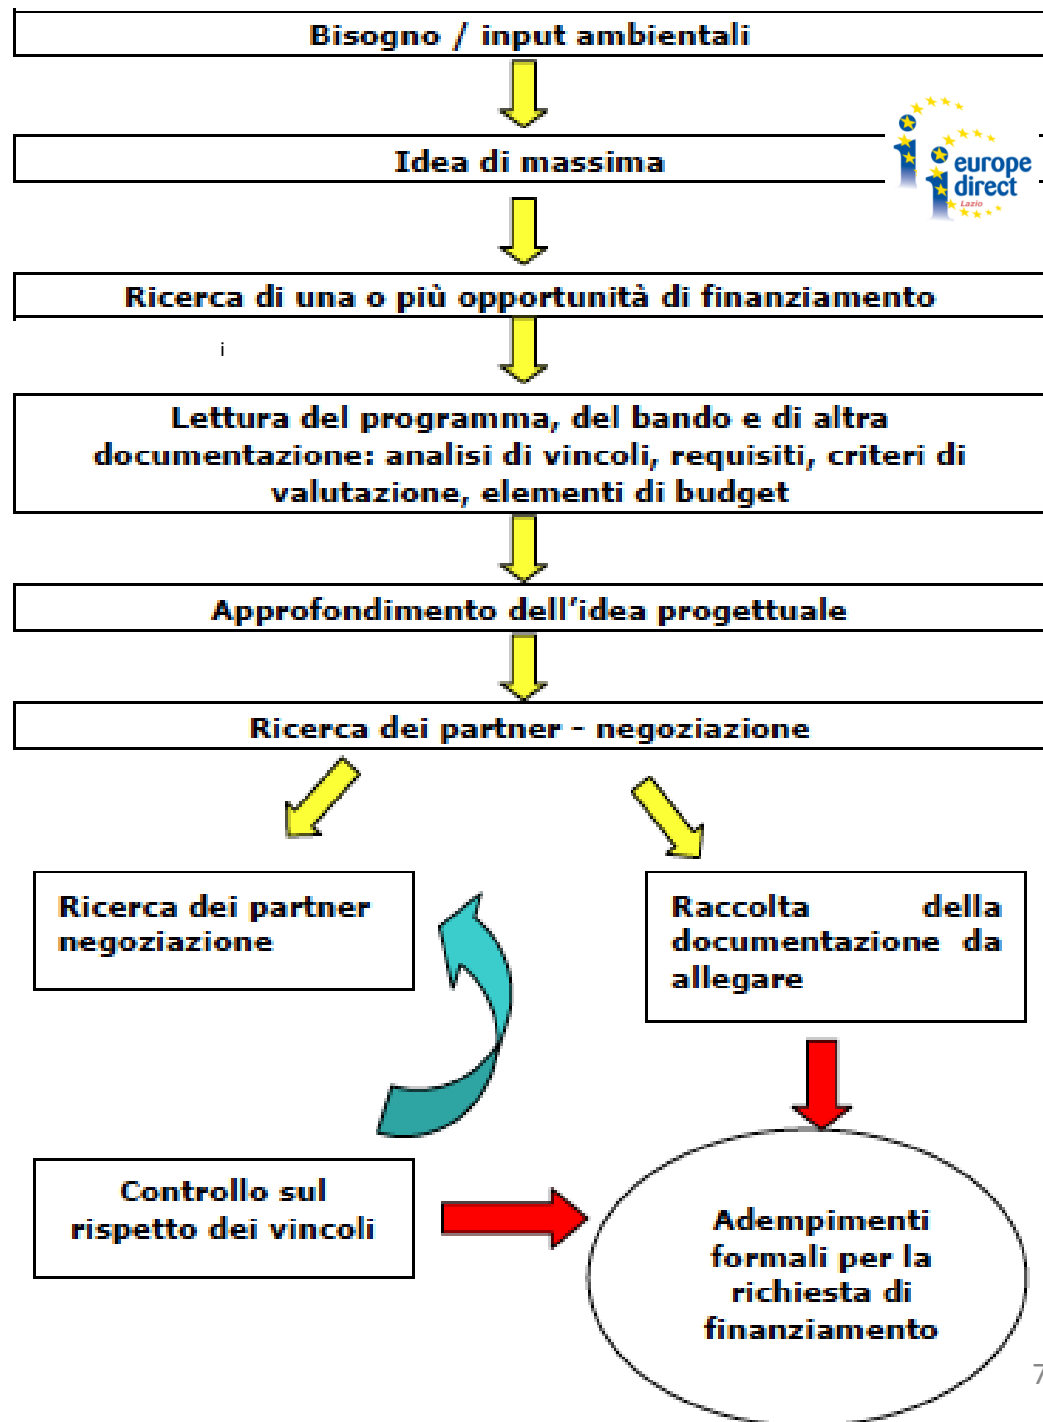 Bisogno / input ambientali
Idea di massima
europe
direct
Lazio
Ricerca di una o più opportunità di finanziamento
i
Lettura del programma, del bando e di altra
documentazione: analisi di vincoli, requisiti, criteri di
valutazione, elementi di budget
Approfondimento dell'idea progettuale
Ricerca dei partner - negoziazione
Ricerca dei partner
negoziazione
Raccolta della
documentazione da
allegare
Controllo sul
rispetto dei vincoli
Adempimenti
formali per la
richiesta di
finanziamento
7